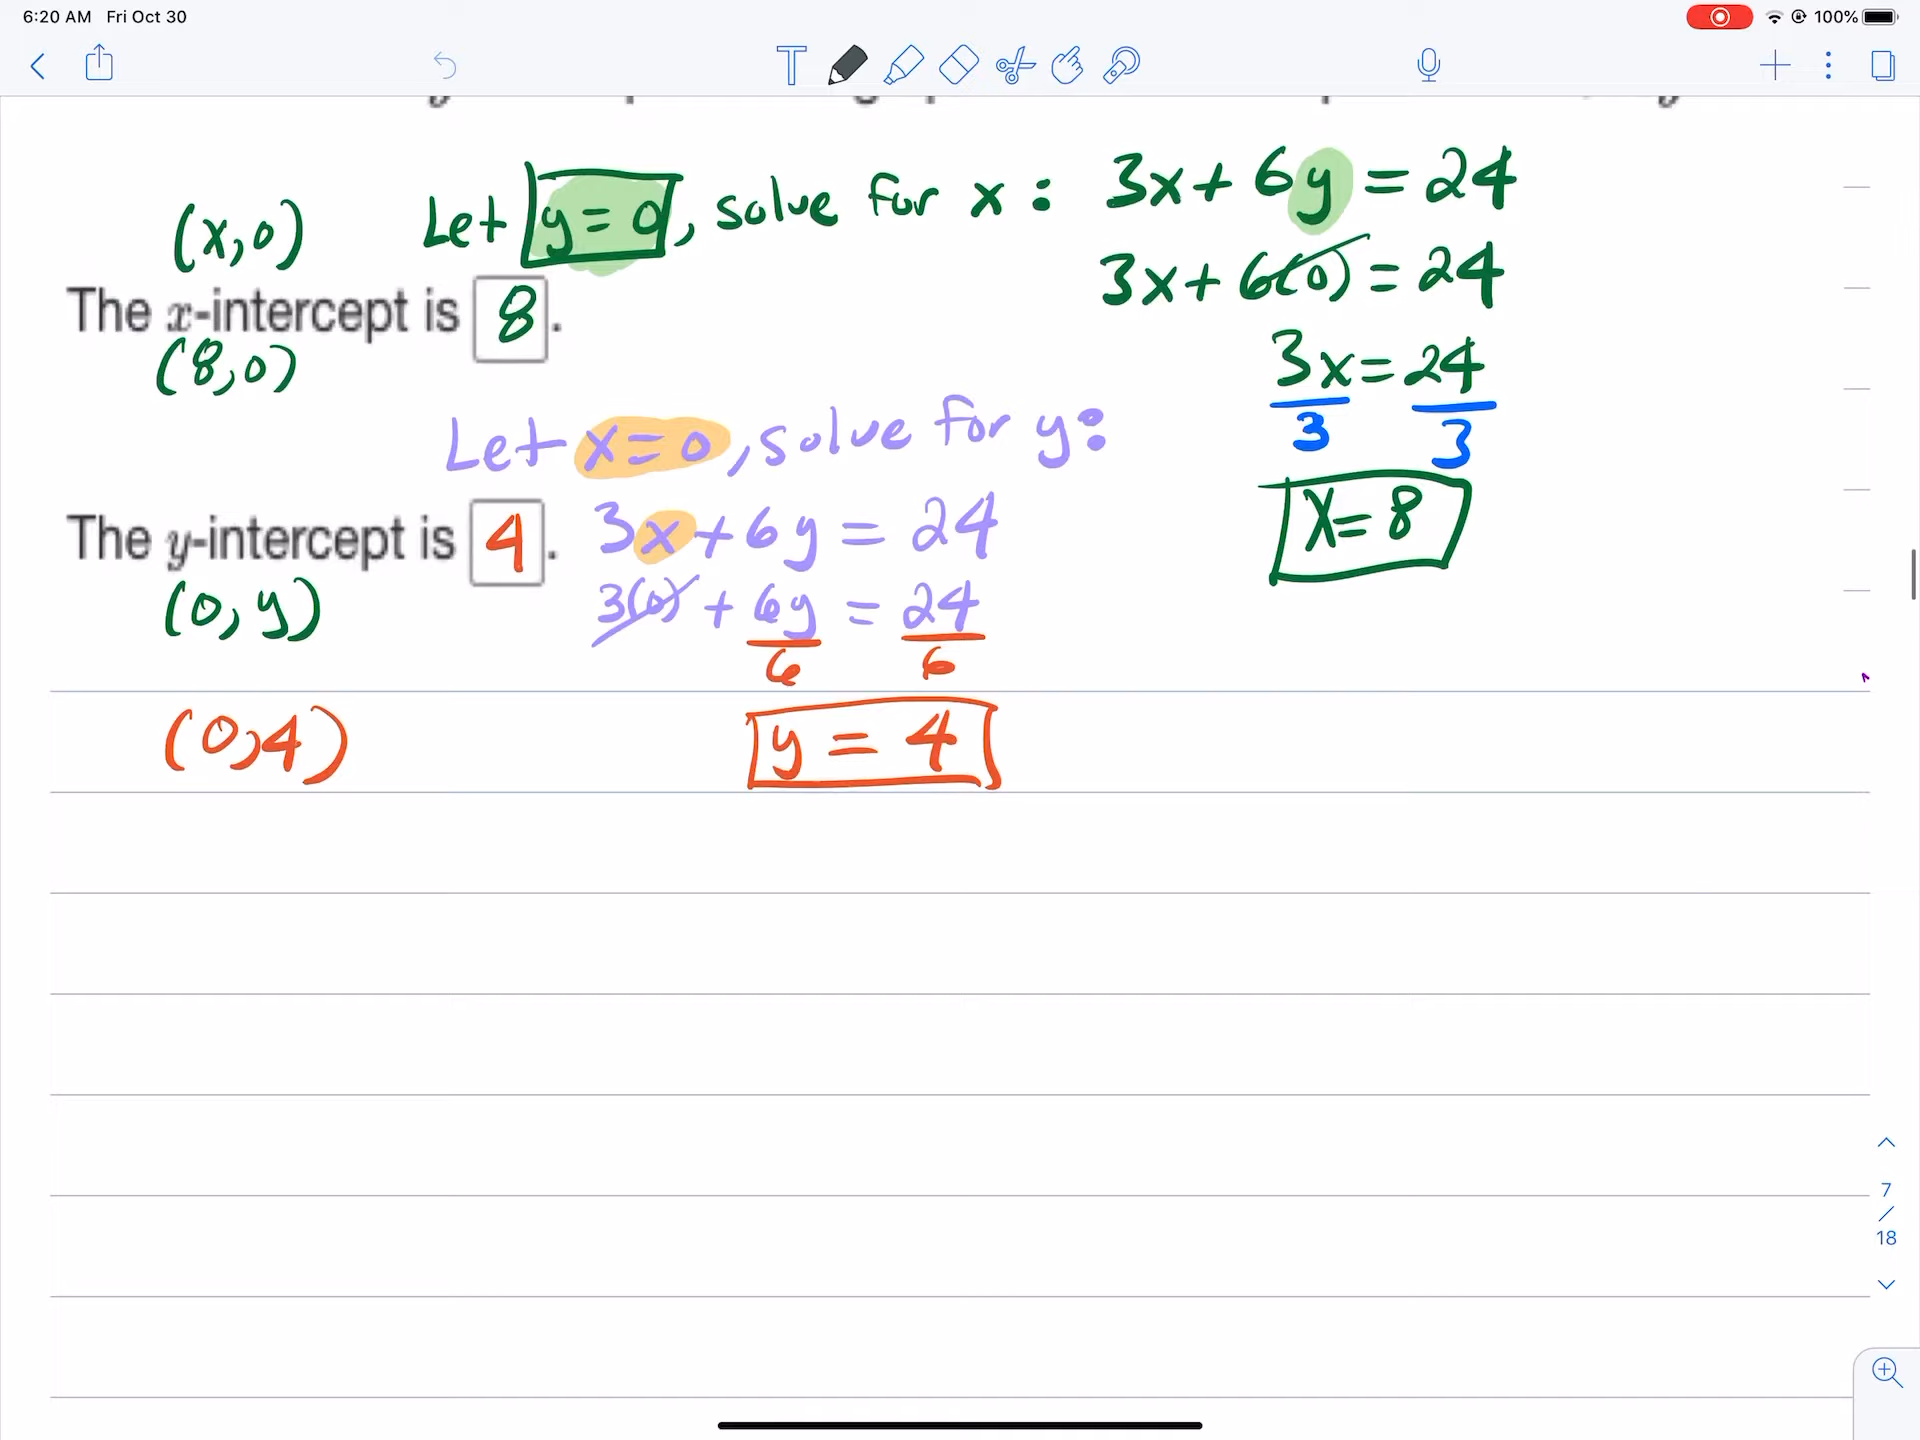 6:20 AM Fri Oct 30
100%
T
(x,0) Let y=0, solve for x: 3x+6y=24
3x+6(0)=24
The x-intercept is 8.
(8,0)
3x=24
3 3
x=8
Let x=0, solve for y:
The y-intercept is 4. 3x+6y=24
(0,y) 3(0)+6y=24
6 6
(0,4) y=4
7
/
18